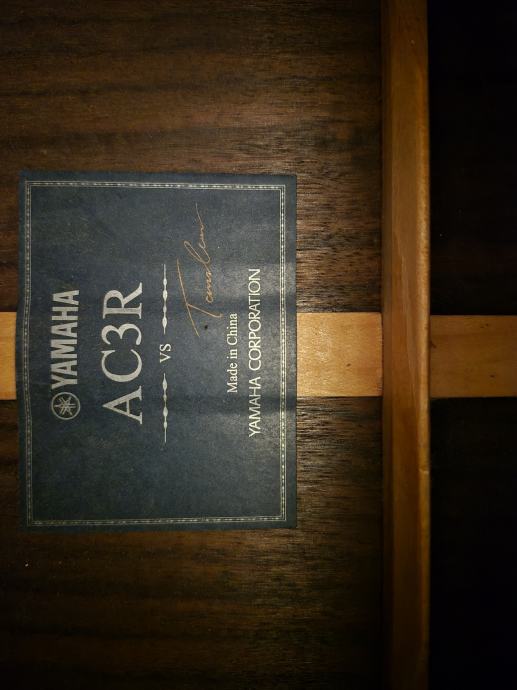 YAMAHA
AC3R
VS
Made in China
YAMAHA CORPORATION